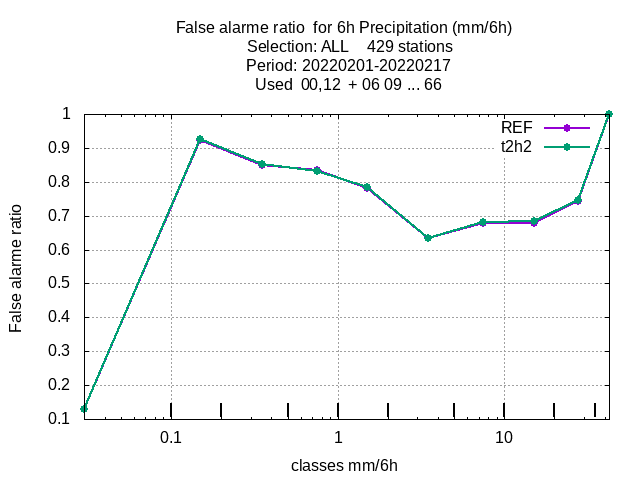 False alarme ratio  for 6h Precipitation (mm/6h)
Selection: ALL    429 stations
Period: 20220201-20220217
Used  00,12  + 06 09 ... 66
REF
t2h2
1
0.9
0.8
0.7
0.6
0.5
0.4
0.3
0.2
0.1
False alarme ratio
0.1 1 10
classes mm/6h